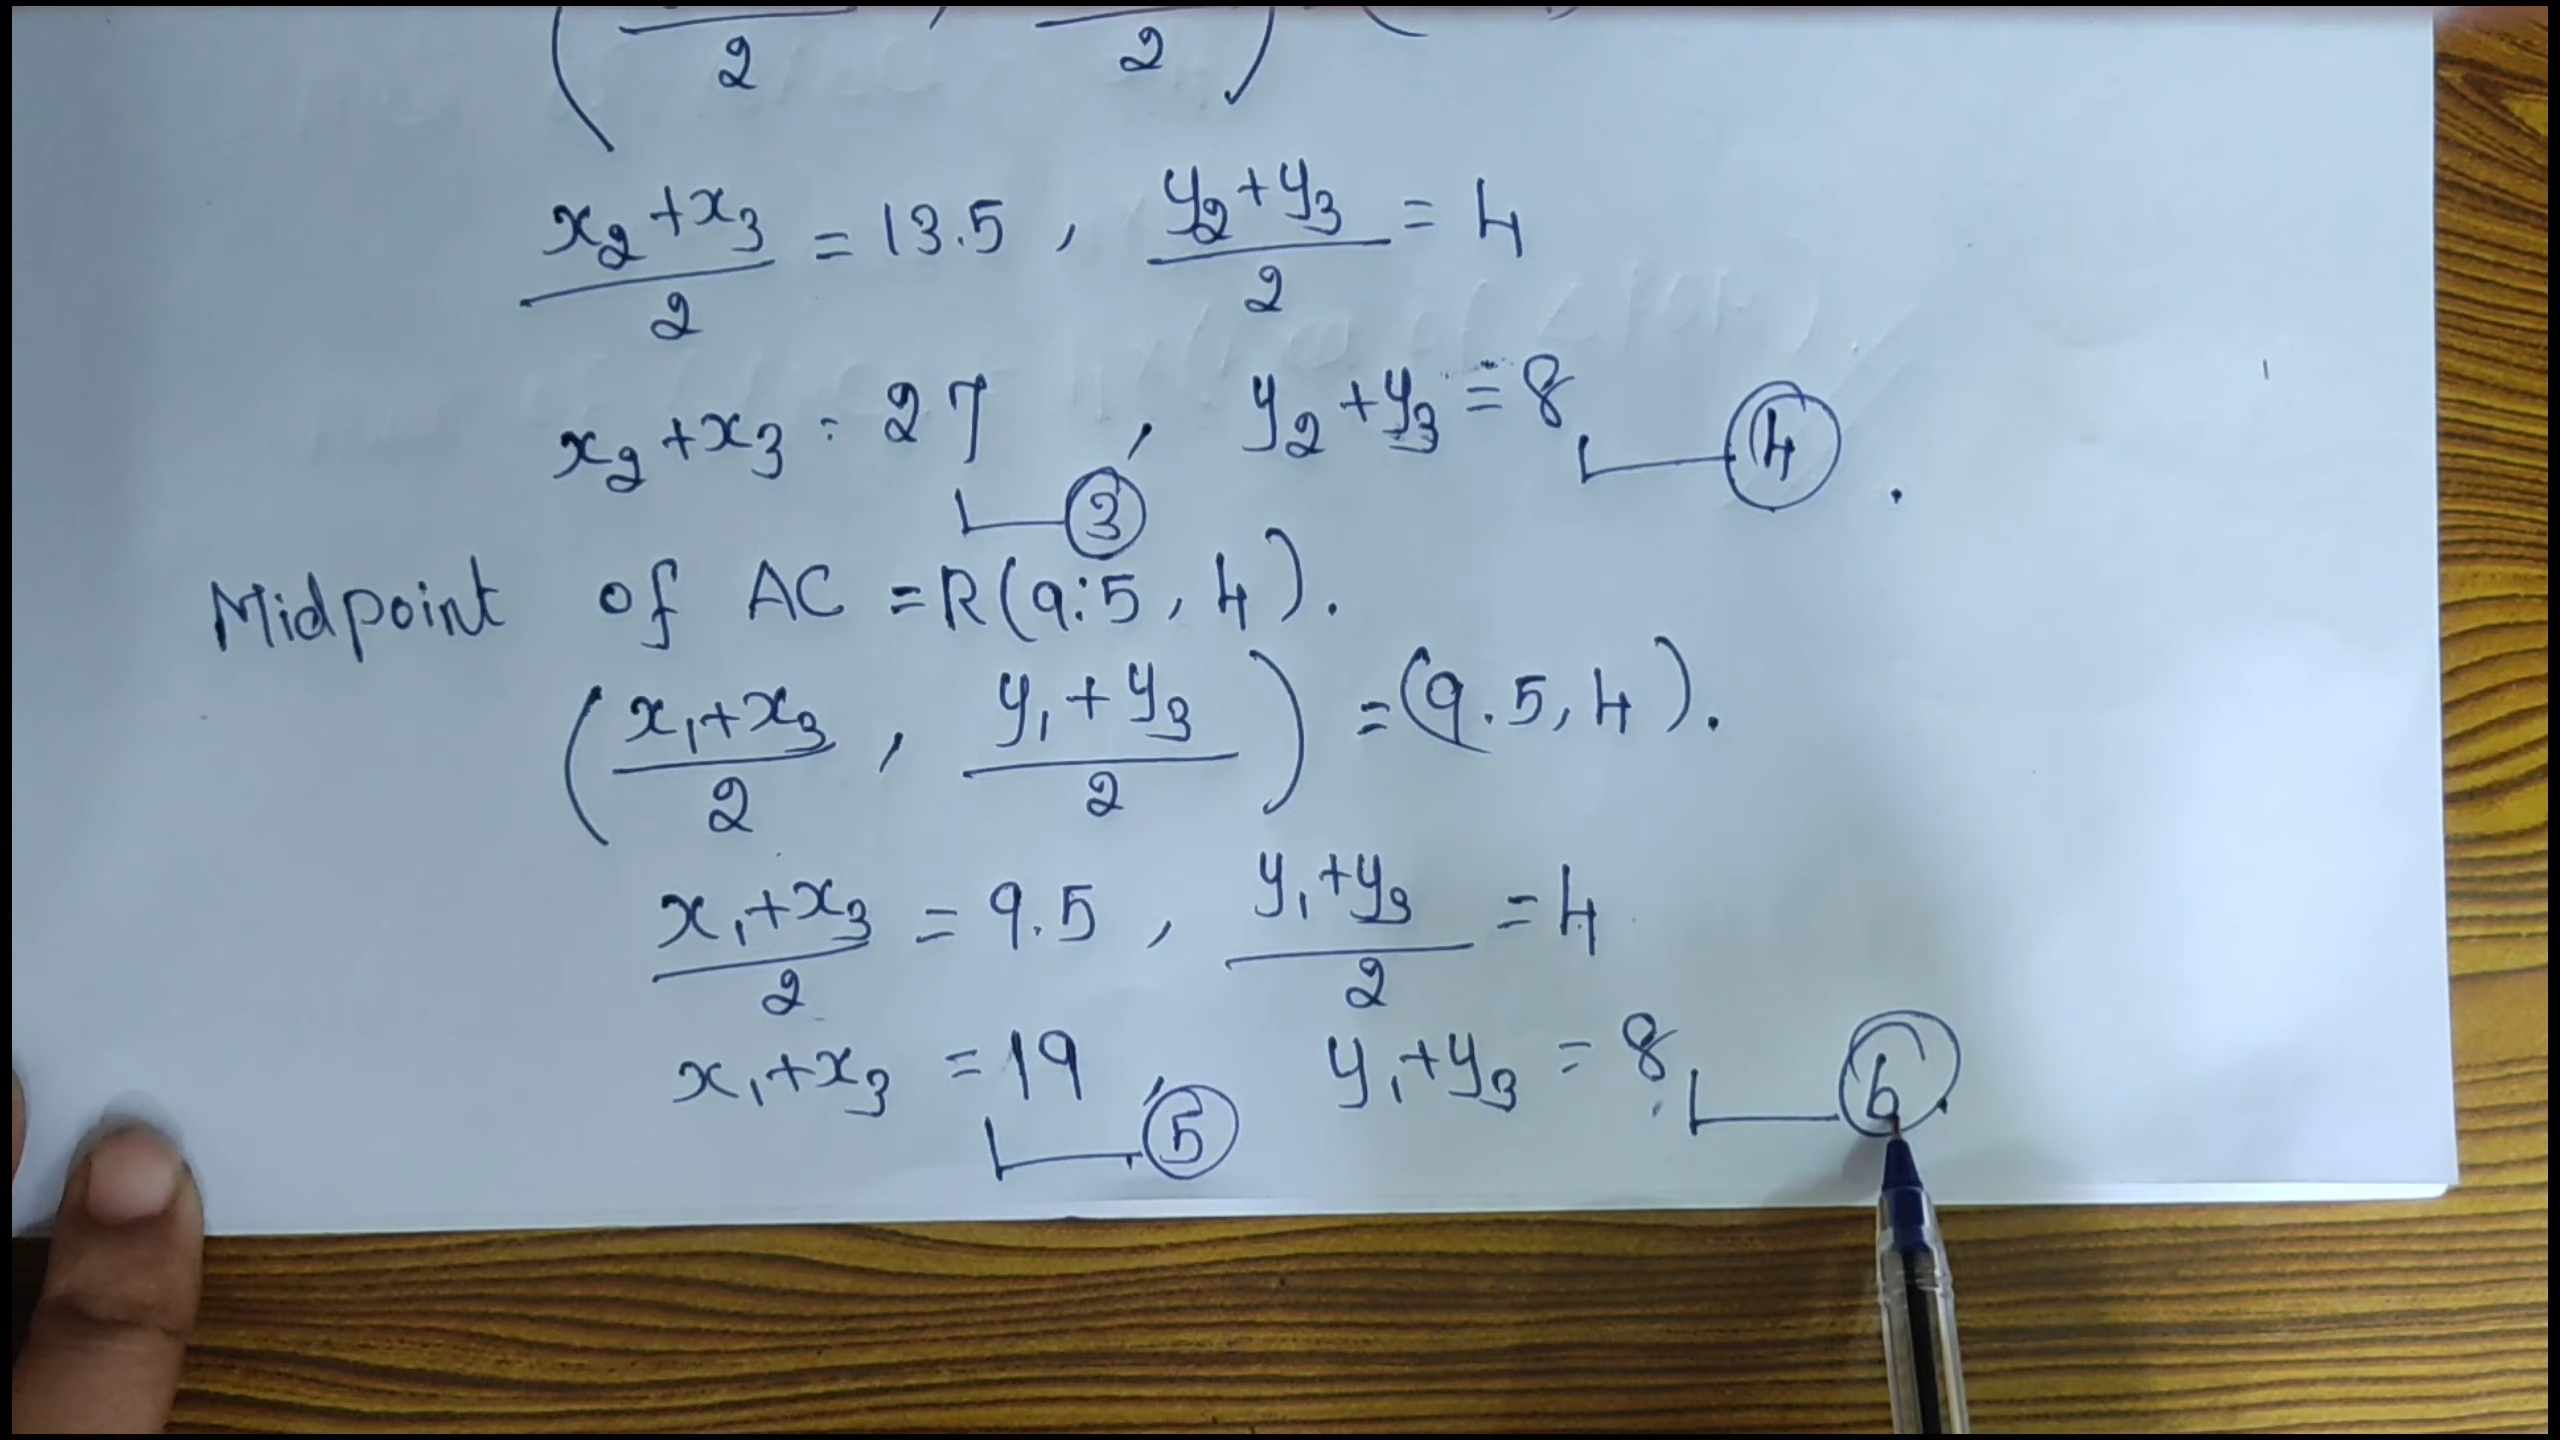 ( 2 , 2 )
x₂+x₃/2 = 13.5 , y₂+y₃/2 = 4
x₂+x₃ = 27 , y₂+y₃ = 8
③ ④
Midpoint of AC = R(9.5, 4).
(x₁+x₃/2 , y₁+y₃/2) = (9.5, 4).
x₁+x₃/2 = 9.5 , y₁+y₃/2 = 4
x₁+x₃ = 19 , y₁+y₃ = 8
⑤ ⑥